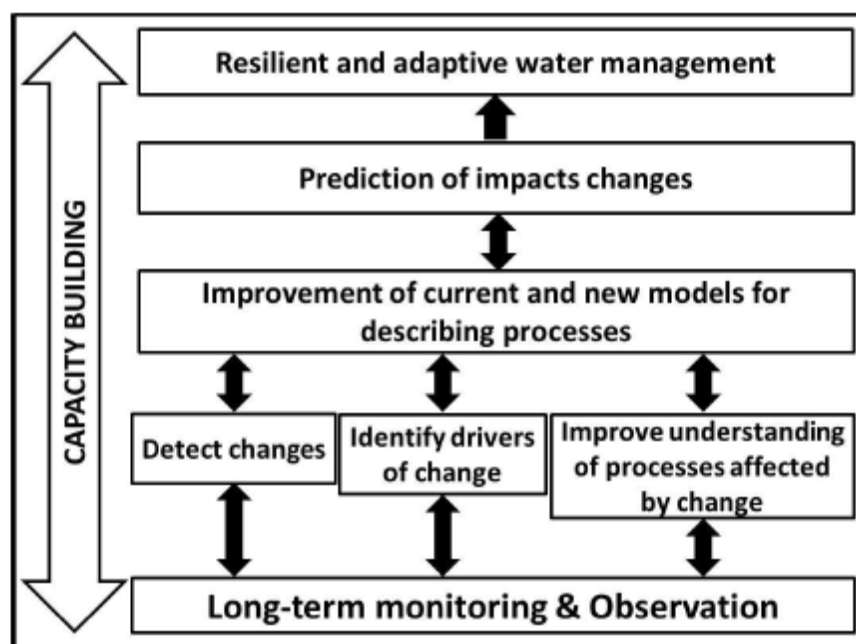 CAPACITY BUILDING
Resilient and adaptive water management
Prediction of impacts changes
Improvement of current and new models for
describing processes
Detect changes
Identify drivers
of change
Improve understanding
of processes affected
by change
Long-term monitoring & Observation